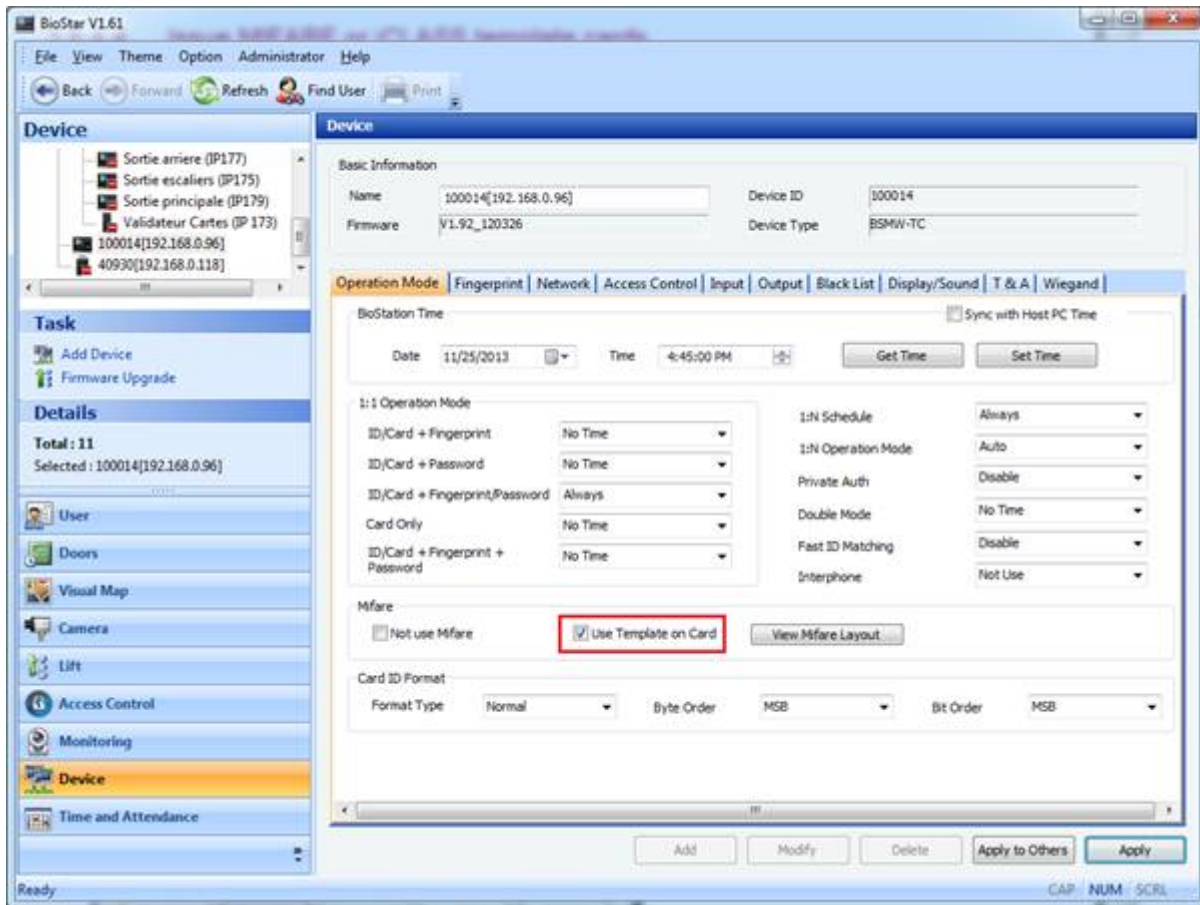 BioStar V1.61
File View Theme Option Administrator Help
Back Forward Refresh Find User Print
Device
Sortie arriere (IP177)
Sortie escaliers (IP175)
Sortie principale (IP179)
Validateur Cartes (IP 173)
100014[192.168.0.96]
40930[192.168.0.118]
Task
Add Device
Firmware Upgrade
Details
Total : 11
Selected : 100014[192.168.0.96]
User
Doors
Visual Map
Camera
Lift
Access Control
Monitoring
Device
Time and Attendance
Device
Basic Information
Name 100014[192.168.0.96] Device ID 100014
Firmware V1.92_120326 Device Type BSMW-TC
Operation Mode Fingerprint Network Access Control Input Output Black List Display/Sound T & A Wiegand
BioStation Time Sync with Host PC Time
Date 11/25/2013 Time 4:45:00 PM Get Time Set Time
1:1 Operation Mode
ID/Card + Fingerprint No Time
ID/Card + Password No Time
ID/Card + Fingerprint/Password Always
Card Only No Time
ID/Card + Fingerprint +
Password No Time
1:N Schedule Always
1:N Operation Mode Auto
Private Auth Disable
Double Mode No Time
Fast ID Matching Disable
Interphone Not Use
Mifare
Not use Mifare Use Template on Card View Mifare Layout
Card ID Format
Format Type Normal Byte Order MSB Bit Order MSB
Add Modify Delete Apply to Others Apply
Ready CAP NUM SCRL